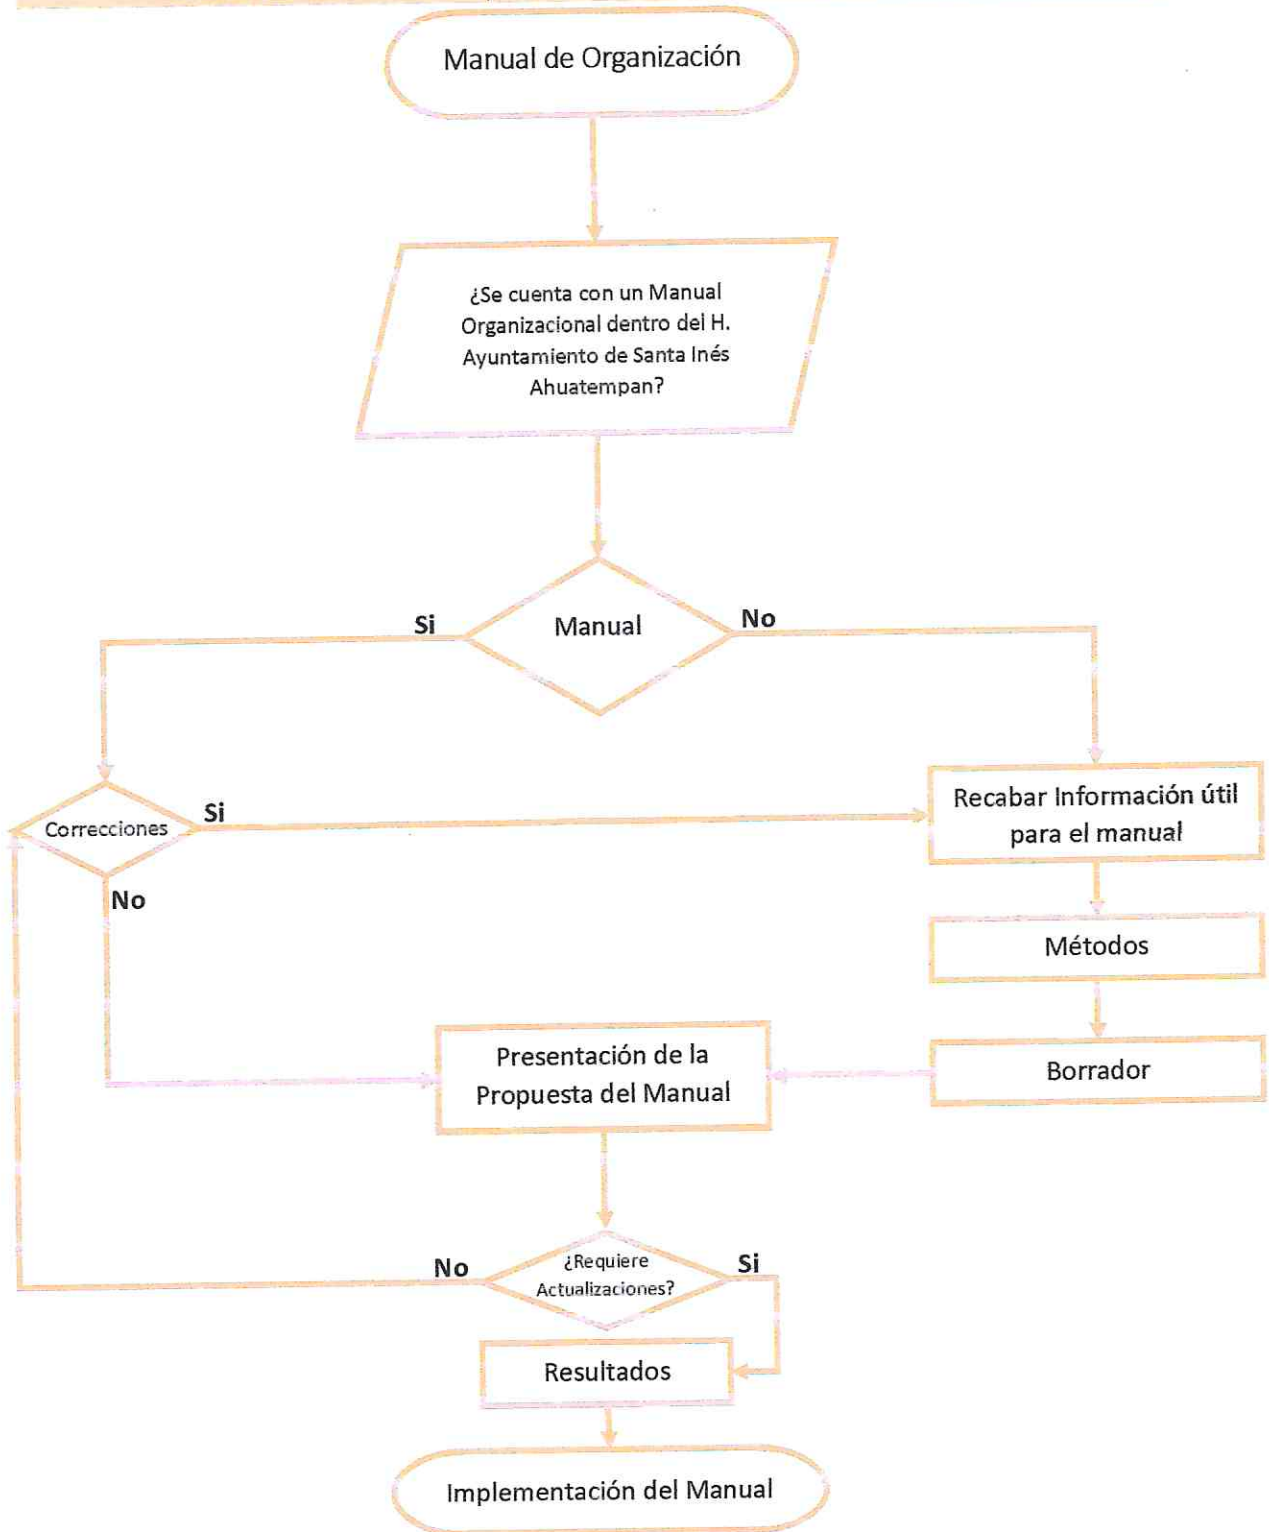 Manual de Organización
¿Se cuenta con un Manual
Organizacional dentro del H.
Ayuntamiento de Santa Inés
Ahuatempan?
Si
Manual
No
Correcciones
Si
Recabar Información útil
para el manual
No
Métodos
Presentación de la
Propuesta del Manual
Borrador
No
¿Requiere
Actualizaciones?
Si
Resultados
Implementación del Manual